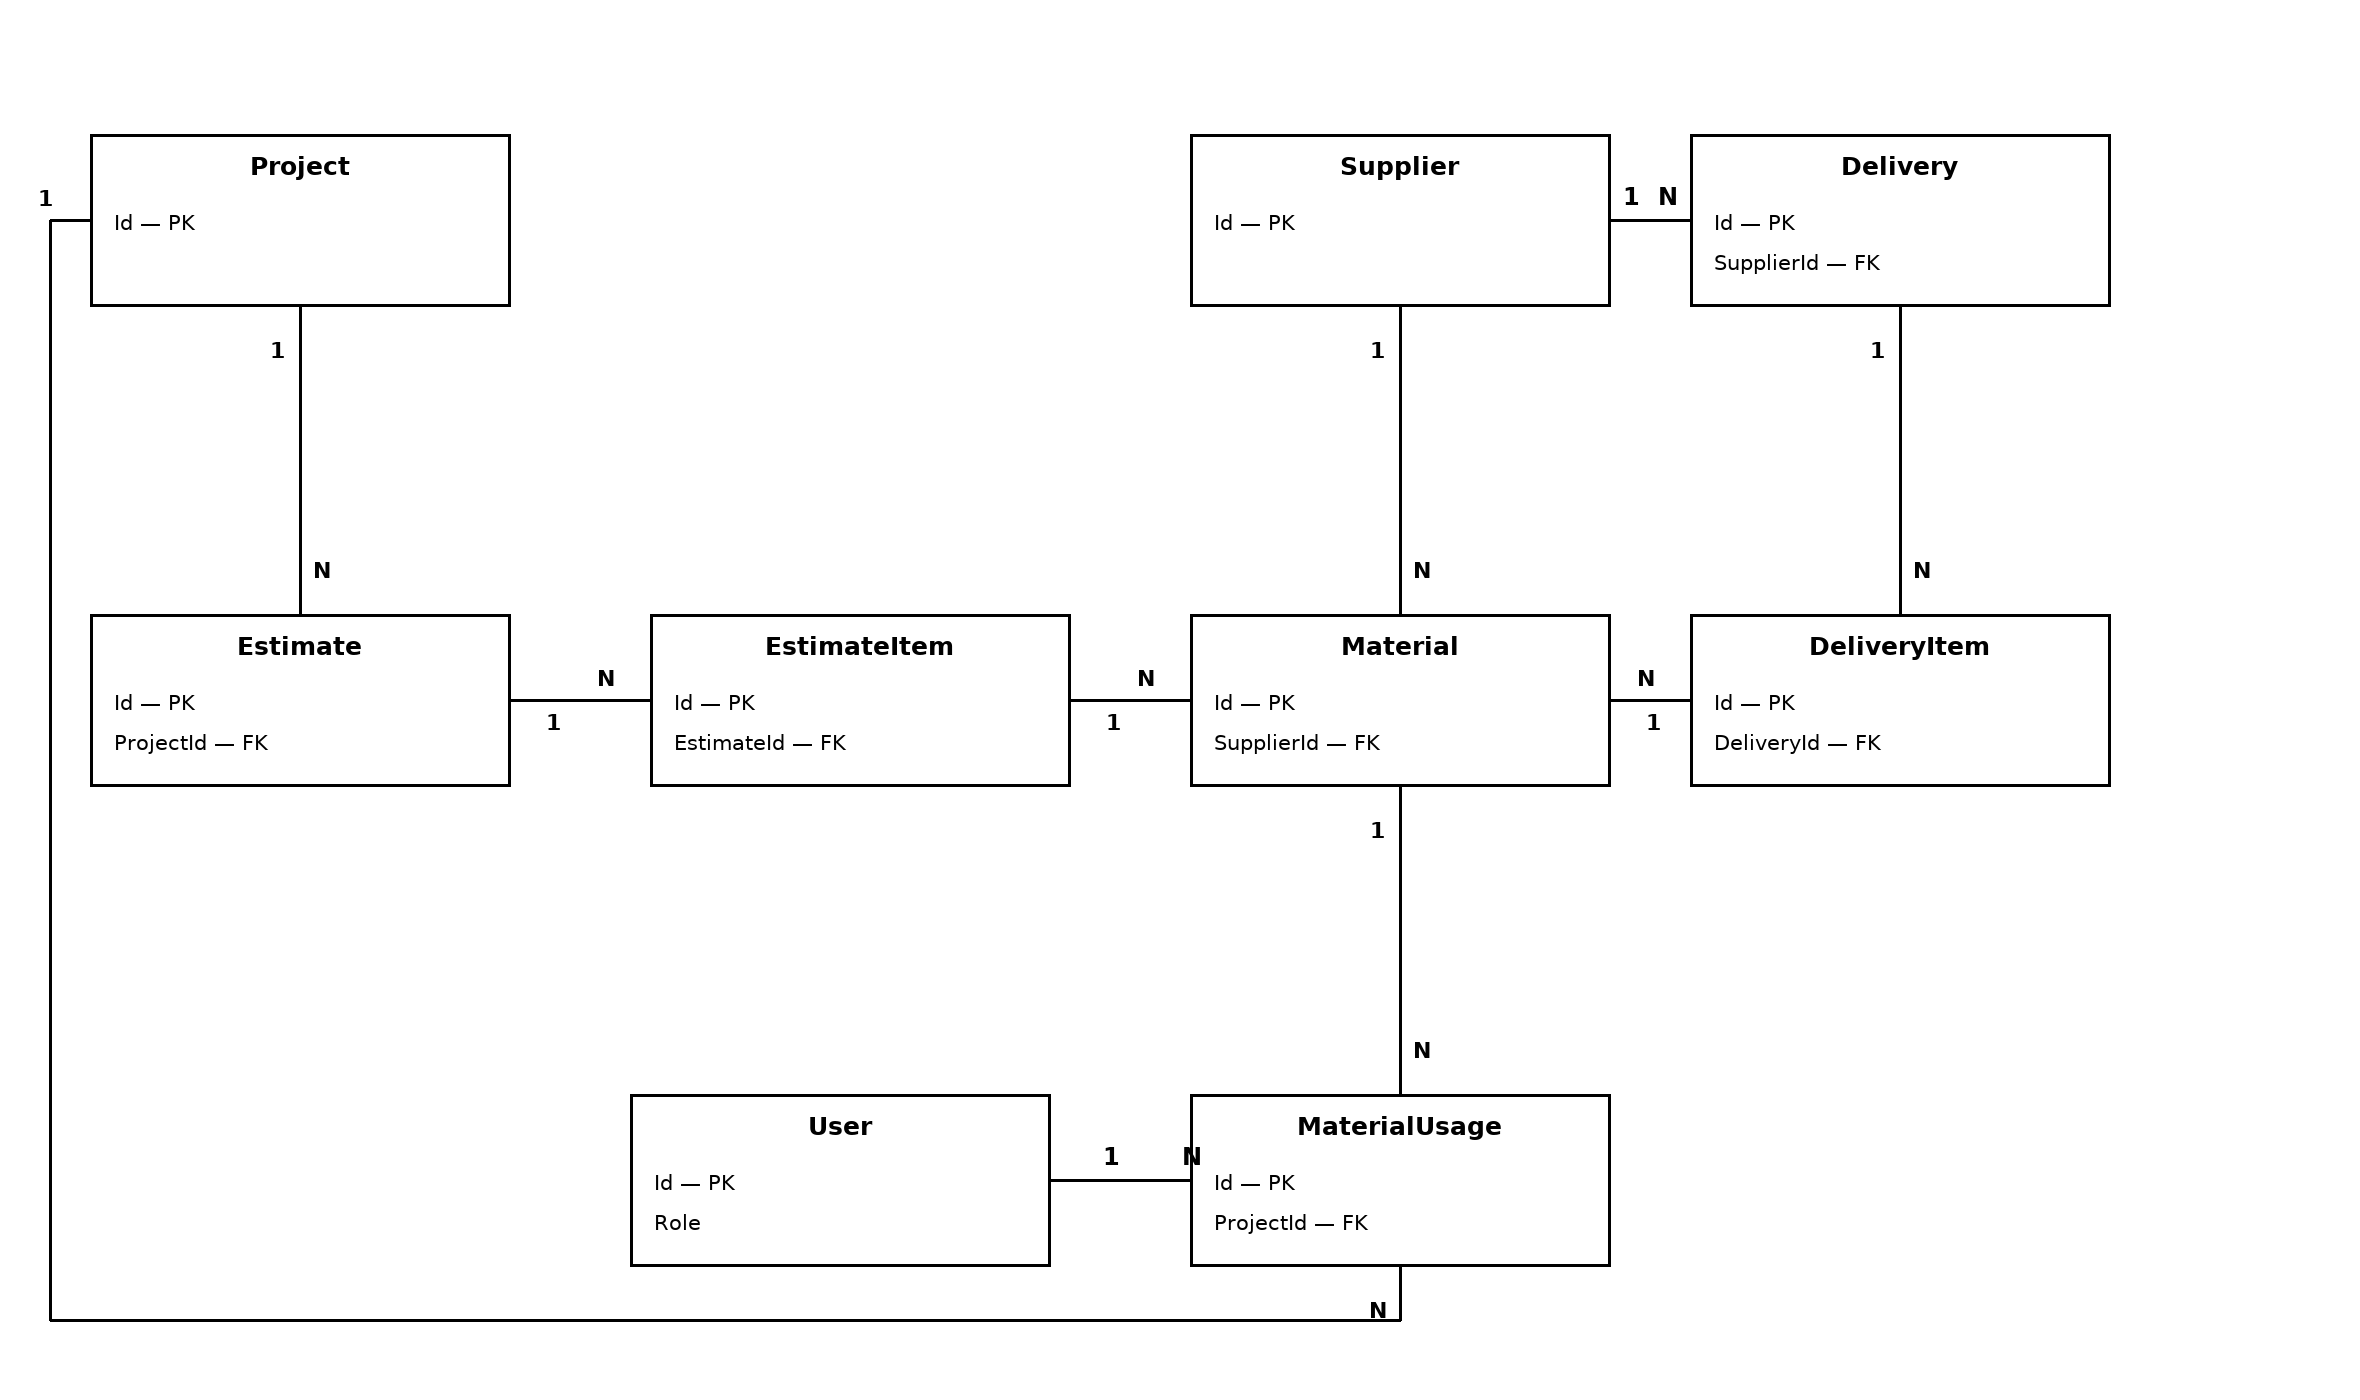 Project
Id — PK
1
1
N
Supplier
Id — PK
1 N
1
N
Delivery
Id — PK
SupplierId — FK
1
N
Estimate
Id — PK
ProjectId — FK
N
1
EstimateItem
Id — PK
EstimateId — FK
N
1
Material
Id — PK
SupplierId — FK
N
1
DeliveryItem
Id — PK
DeliveryId — FK
1
N
User
Id — PK
Role
1 N
MaterialUsage
Id — PK
ProjectId — FK
N